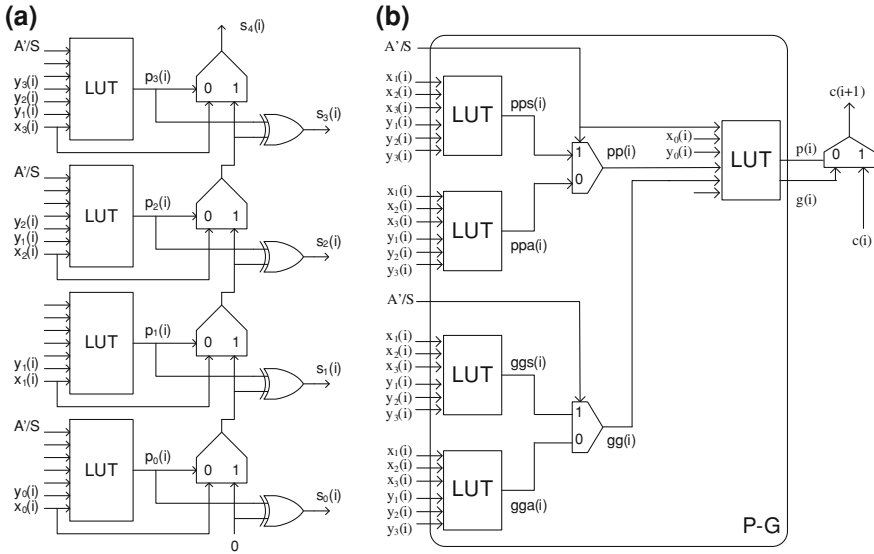 (a)
s4(i)
A'/S
y3(i)
y2(i)
y1(i)
x3(i)
LUT
p3(i)
0 1
s3(i)
A'/S
y2(i)
y1(i)
x2(i)
LUT
p2(i)
0 1
s2(i)
y1(i)
x1(i)
LUT
p1(i)
0 1
s1(i)
A'/S
y0(i)
x0(i)
LUT
p0(i)
0 1
s0(i)
0
(b)
A'/S
x1(i)
x2(i)
x3(i)
y1(i)
y2(i)
y3(i)
LUT
pps(i)
1
0
pp(i)
x1(i)
x2(i)
x3(i)
y1(i)
y2(i)
y3(i)
LUT
ppa(i)
A'/S
x1(i)
x2(i)
x3(i)
y1(i)
y2(i)
y3(i)
LUT
ggs(i)
1
0
gg(i)
x1(i)
x2(i)
x3(i)
y1(i)
y2(i)
y3(i)
LUT
gga(i)
x0(i)
y0(i)
LUT
p(i)
g(i)
c(i+1)
0 1
c(i)
P-G